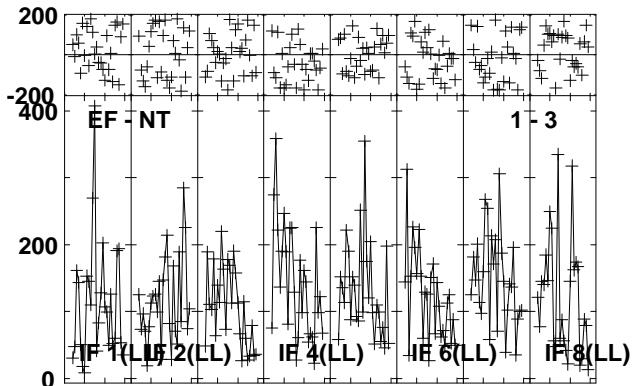 200
-200
400
EF - NT 1 - 3
200
IF 1(LL) IF 2(LL) IF 4(LL) IF 6(LL) IF 8(LL)
0